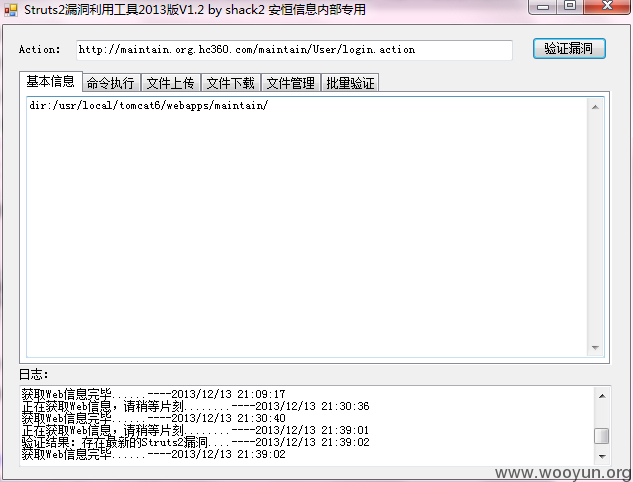 Struts2漏洞利用工具2013版V1.2 by shack2 安恒信息内部专用
Action: http://maintain.org.hc360.com/maintain/User/login.action 验证漏洞
基本信息 命令执行 文件上传 文件下载 文件管理 批量验证
dir:/usr/local/tomcat6/webapps/maintain/
日志:
获取Web信息完毕......----2013/12/13 21:09:17
正在获取Web信息, 请稍等片刻........----2013/12/13 21:30:36
获取Web信息完毕......----2013/12/13 21:30:40
正在获取Web信息, 请稍等片刻........----2013/12/13 21:39:01
验证结果: 存在最新的Struts2漏洞....----2013/12/13 21:39:02
获取Web信息完毕......----2013/12/13 21:39:02
www.wooyun.org